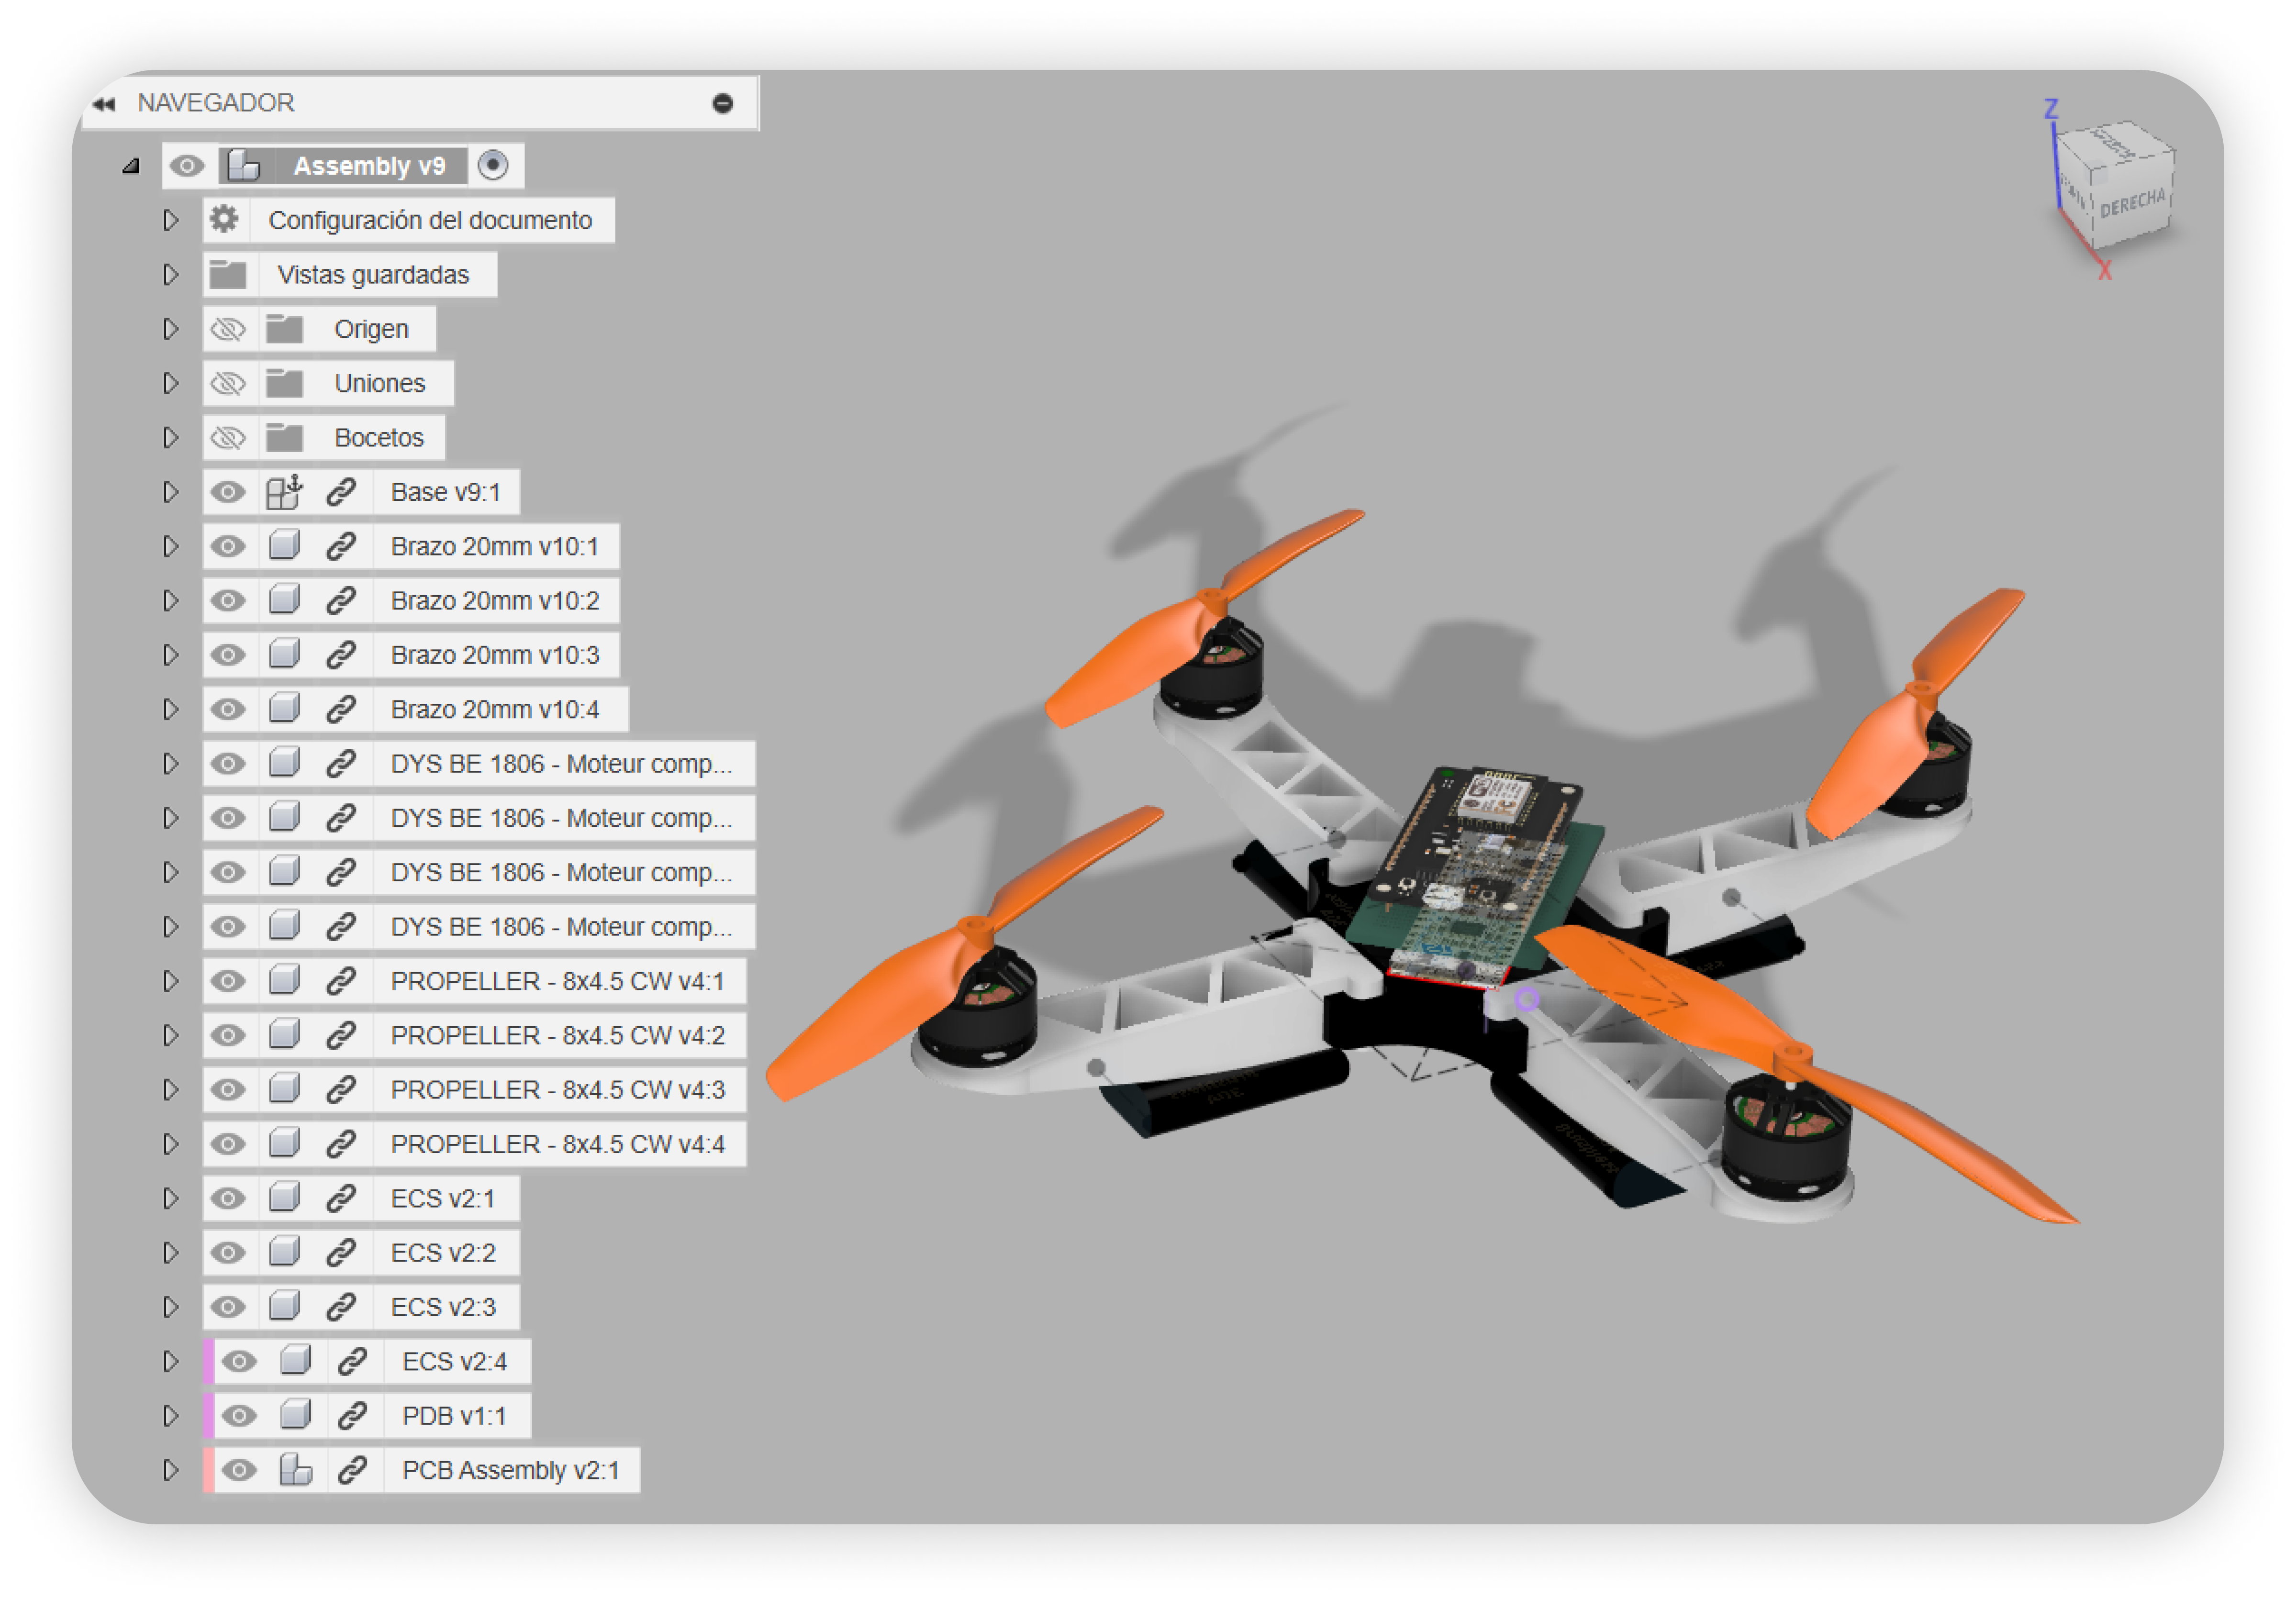 NAVEGADOR
Assembly v9
Configuración del documento
Vistas guardadas
Origen
Uniones
Bocetos
Base v9:1
Brazo 20mm v10:1
Brazo 20mm v10:2
Brazo 20mm v10:3
Brazo 20mm v10:4
DYS BE 1806 - Moteur comp...
DYS BE 1806 - Moteur comp...
DYS BE 1806 - Moteur comp...
DYS BE 1806 - Moteur comp...
PROPELLER - 8x4.5 CW v4:1
PROPELLER - 8x4.5 CW v4:2
PROPELLER - 8x4.5 CW v4:3
PROPELLER - 8x4.5 CW v4:4
ECS v2:1
ECS v2:2
ECS v2:3
ECS v2:4
PDB v1:1
PCB Assembly v2:1
Z
DERECHA
X